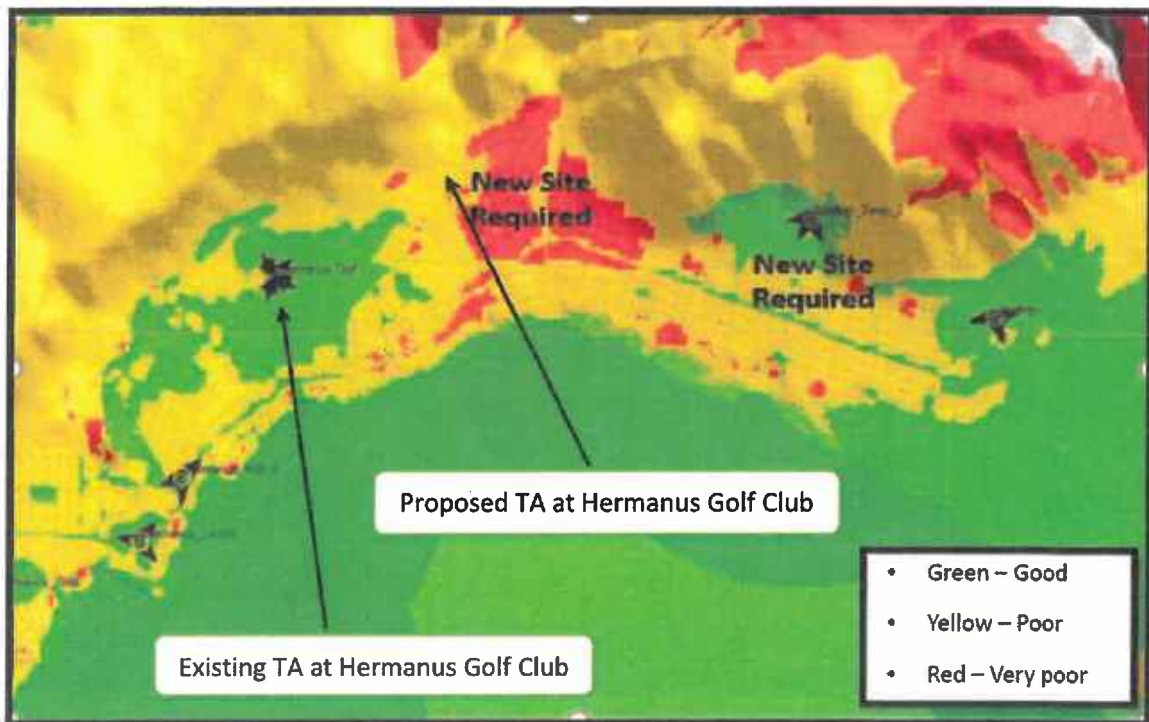 New Site
Required
New Site
Required
Proposed TA at Hermanus Golf Club
Existing TA at Hermanus Golf Club
• Green – Good
• Yellow – Poor
• Red – Very poor